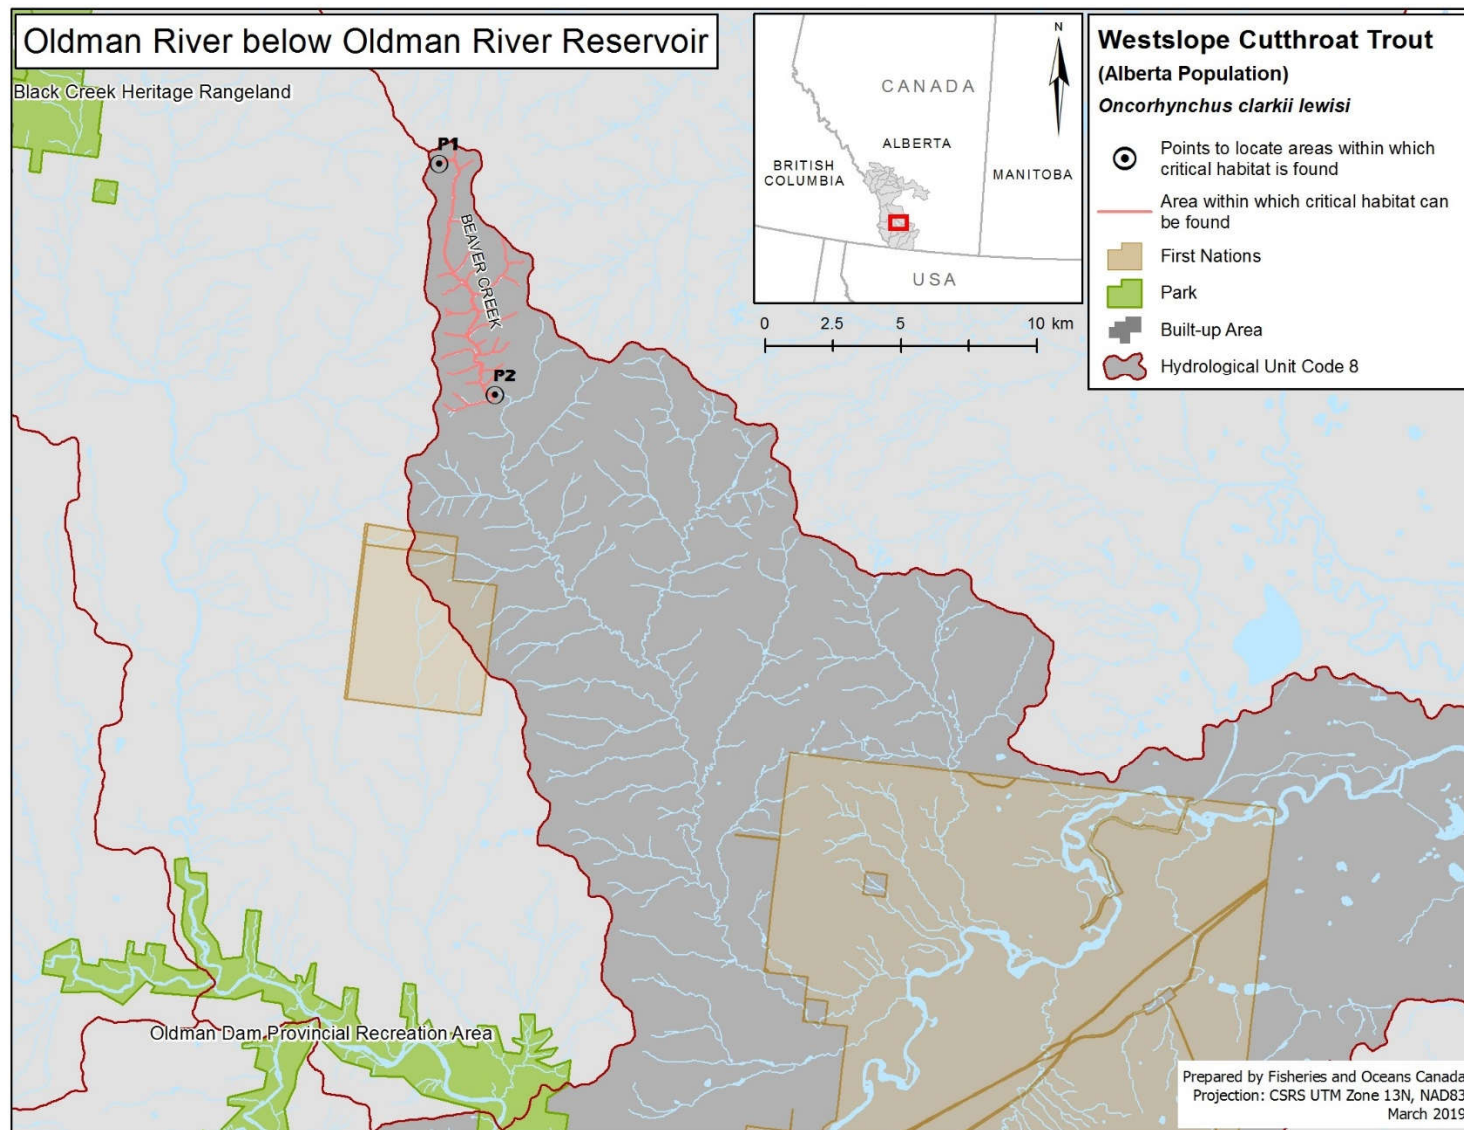 Oldman River below Oldman River Reservoir
Black Creek Heritage Rangeland
P1
BEAVER CREEK
P2
Oldman Dam Provincial Recreation Area
N
CANADA
ALBERTA
BRITISH
COLUMBIA
MANITOBA
USA
0 2.5 5 10 km
Westslope Cutthroat Trout
(Alberta Population)
Oncorhynchus clarkii lewisi
Points to locate areas within which
critical habitat is found
Area within which critical habitat can
be found
First Nations
Park
Built-up Area
Hydrological Unit Code 8
Prepared by Fisheries and Oceans Canada
Projection: CSRS UTM Zone 13N, NAD83
March 2019